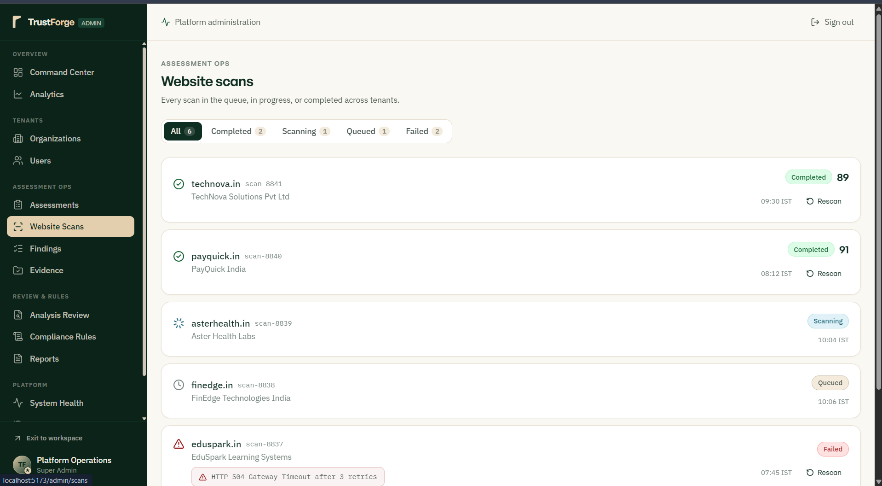 TrustForge ADMIN
Platform administration
Sign out
OVERVIEW
Command Center
Analytics
TENANTS
Organizations
Users
ASSESSMENT OPS
Assessments
Website Scans
Findings
Evidence
REVIEW & RULES
Analysis Review
Compliance Rules
Reports
PLATFORM
System Health
Exit to workspace
TF
Platform Operations
Super Admin
localhost:5173/admin/scans
ASSESSMENT OPS
Website scans
Every scan in the queue, in progress, or completed across tenants.
All 6 Completed 2 Scanning 1 Queued 1 Failed 2
technova.in scan-8841
TechNova Solutions Pvt Ltd
Completed 89
09:30 IST Rescan
payquick.in scan-8840
PayQuick India
Completed 91
08:12 IST Rescan
asterhealth.in scan-8839
Aster Health Labs
Scanning
10:04 IST
finedge.in scan-8838
FinEdge Technologies India
Queued
10:06 IST
eduspark.in scan-8837
EduSpark Learning Systems
HTTP 504 Gateway Timeout after 3 retries
Failed
07:45 IST Rescan